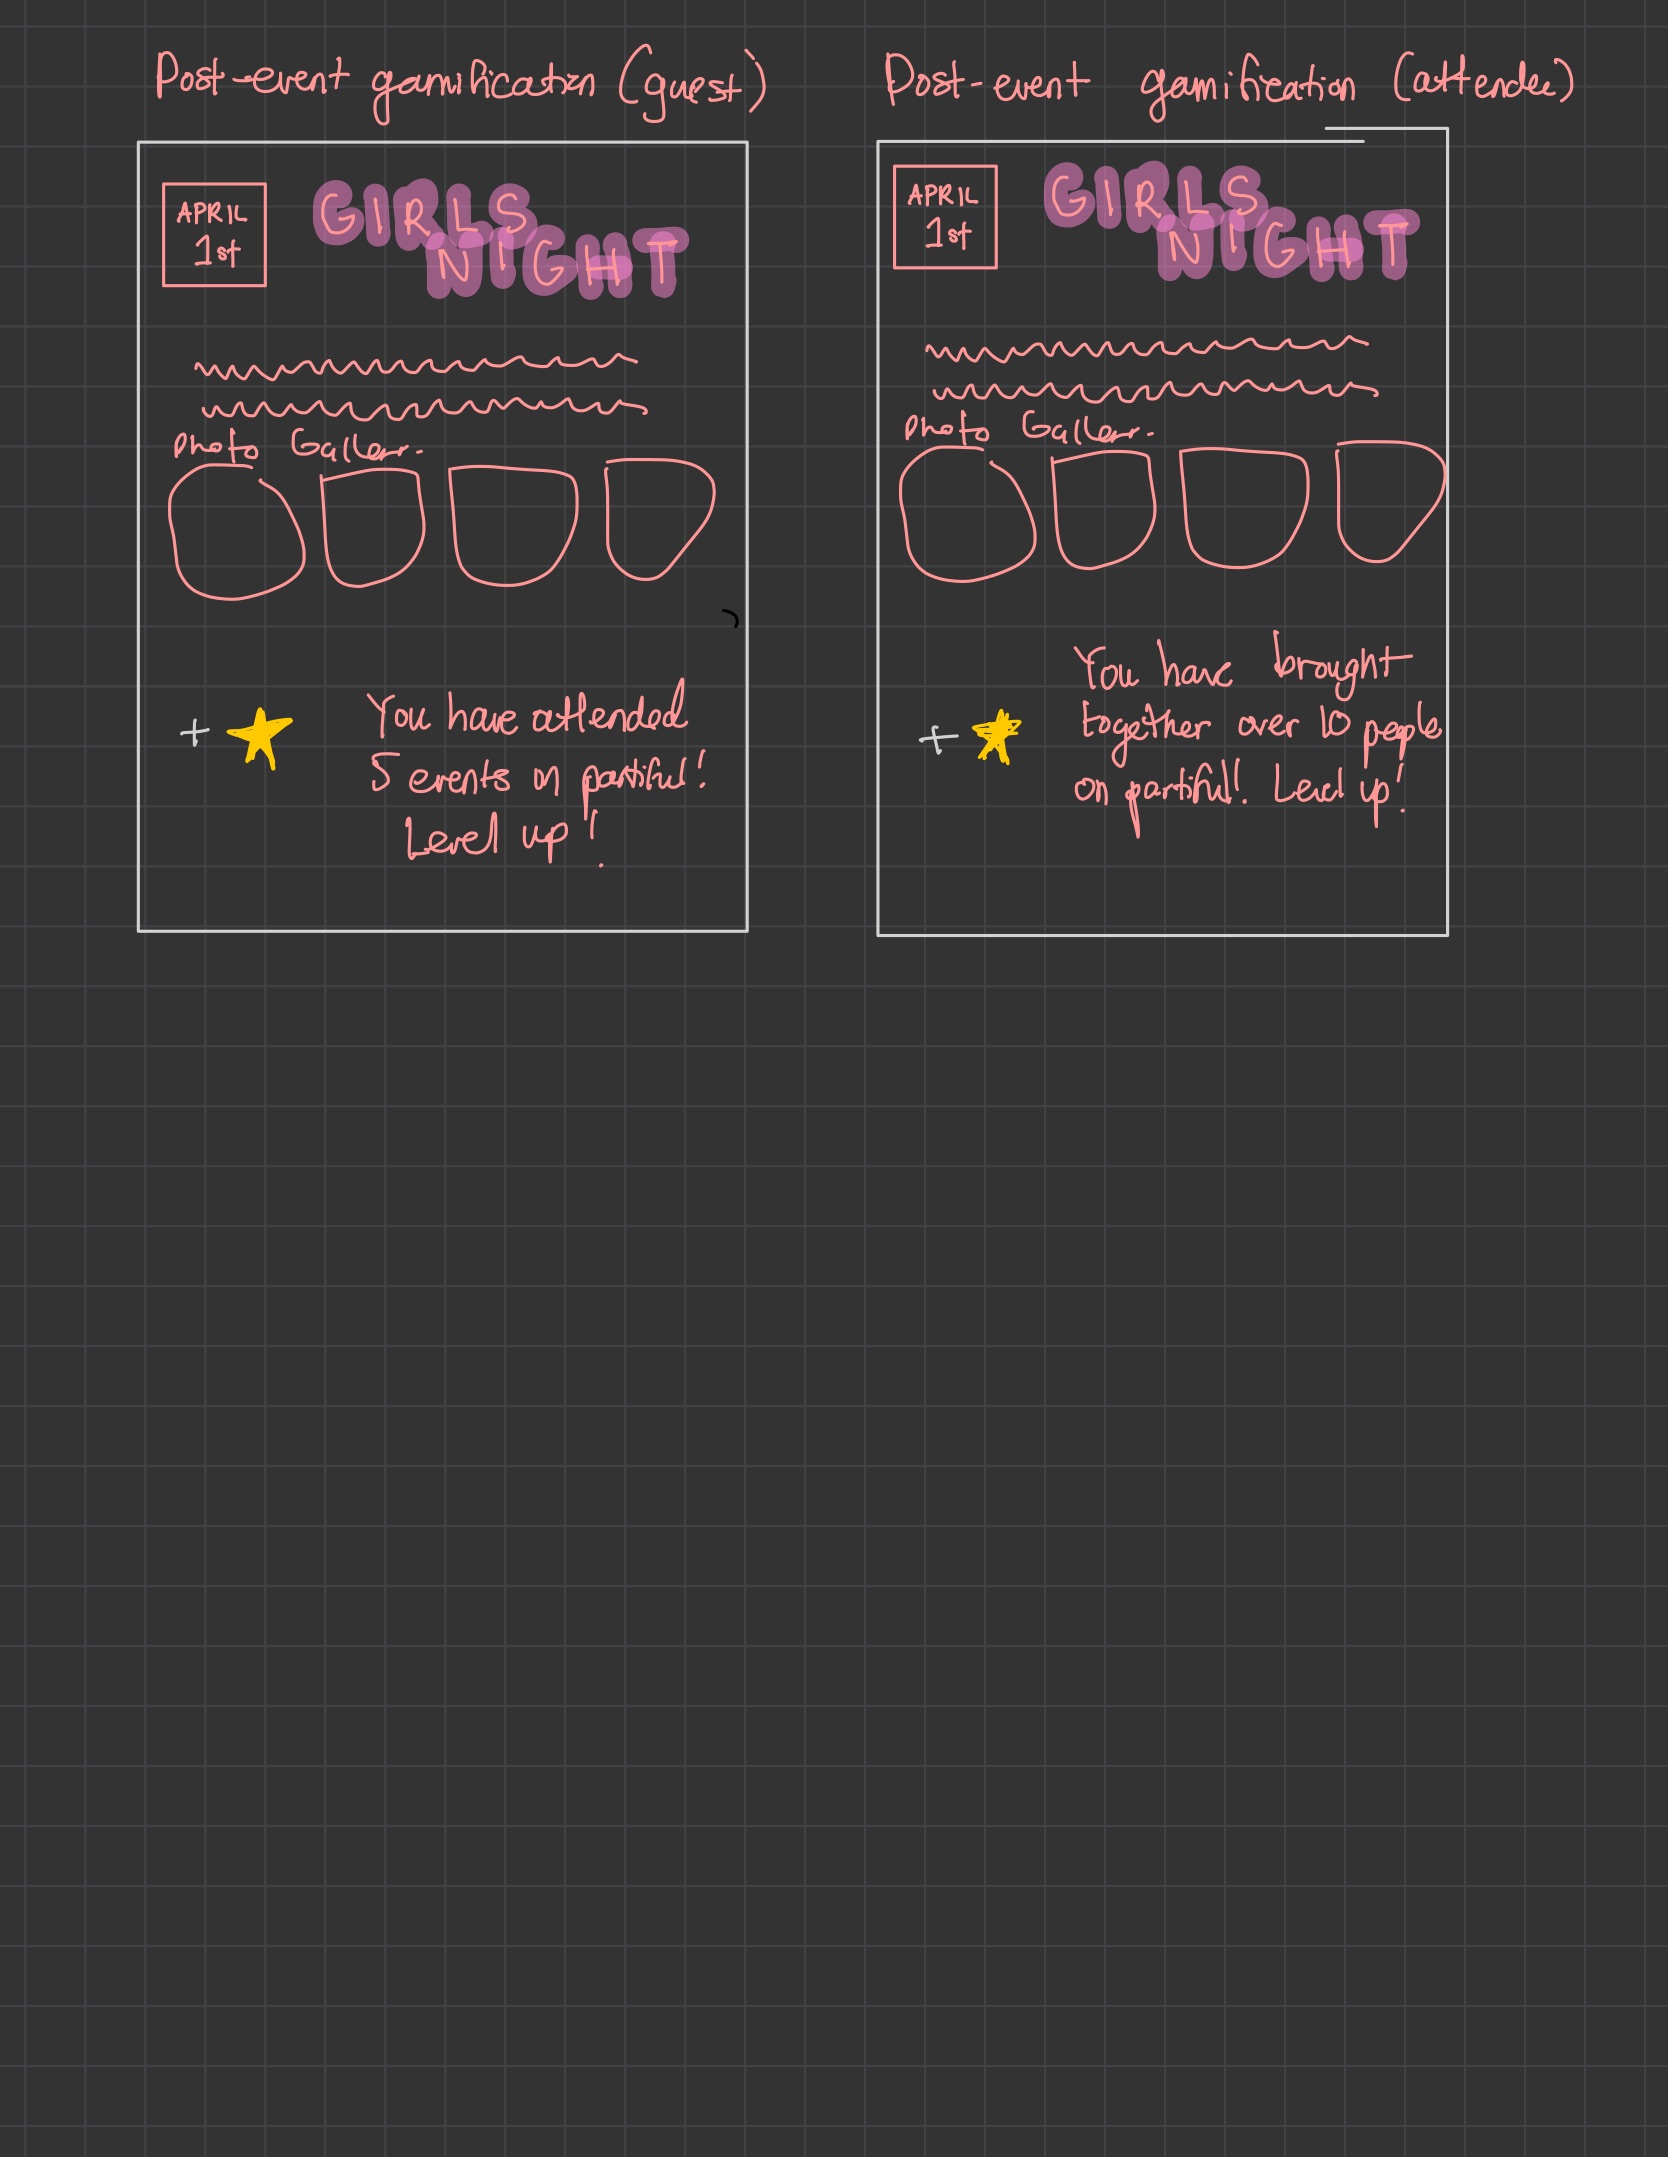 Post-event gamification (guest)
APRIL
1st
GIRLS
NIGHT
Photo Gallery.
You have attended
5 events on partiful!
Level up!
Post-event gamification (attendee)
APRIL
1st
GIRLS
NIGHT
Photo Gallery.
You have brought
together over 10 people
on partiful! Level up!